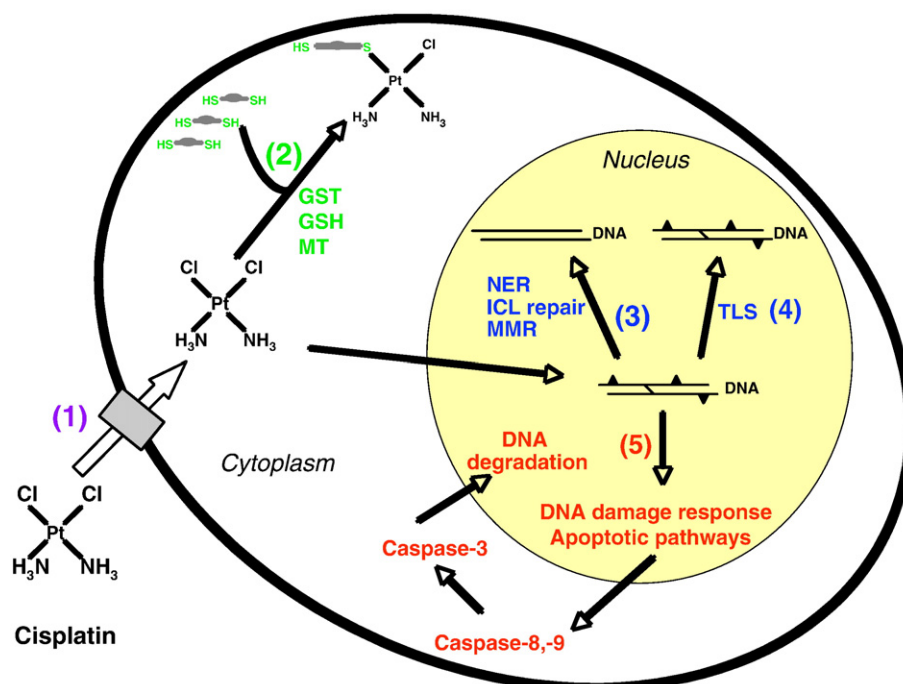 HS S Cl
Pt
H3N NH3
HS SH
HS SH
HS SH
(2)
GST
GSH
MT
Cl Cl
Pt
H3N NH3
(1)
Cl Cl
Pt
H3N NH3
Cisplatin
Cytoplasm
Nucleus
DNA
DNA
NER
ICL repair
MMR
(3)
TLS (4)
DNA
(5)
DNA
degradation
DNA damage response
Apoptotic pathways
Caspase-3
Caspase-8,-9